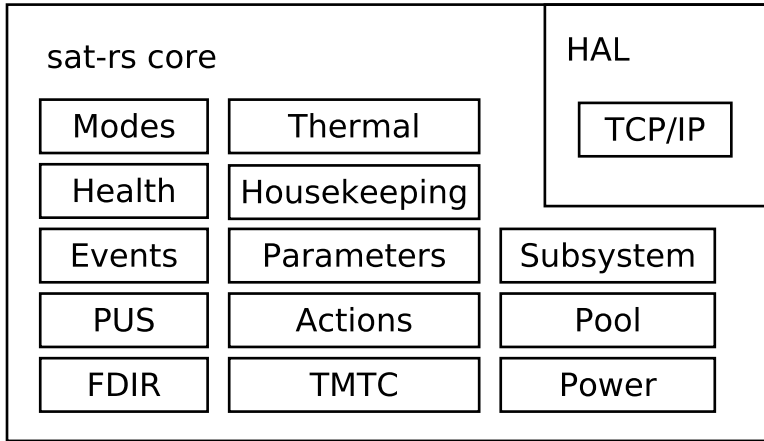 sat-rs core
HAL
Modes
Thermal
TCP/IP
Health
Housekeeping
Events
Parameters
Subsystem
PUS
Actions
Pool
FDIR
TMTC
Power